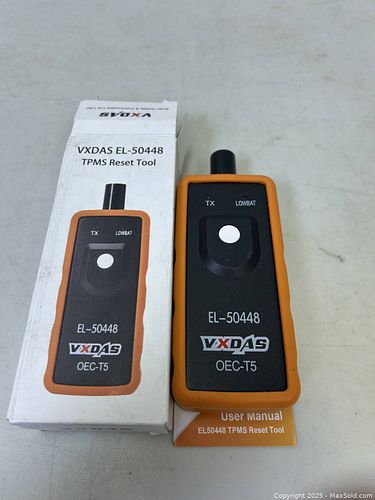 VXDAS
VXDAS EL-50448
TPMS Reset Tool
TX LOWBAT
EL-50448
VXDAS
OEC-T5
TX LOWBAT
EL-50448
VXDAS
OEC-T5
User Manual
EL50448 TPMS Reset Tool
Copyright 2025 - MaxSold.com